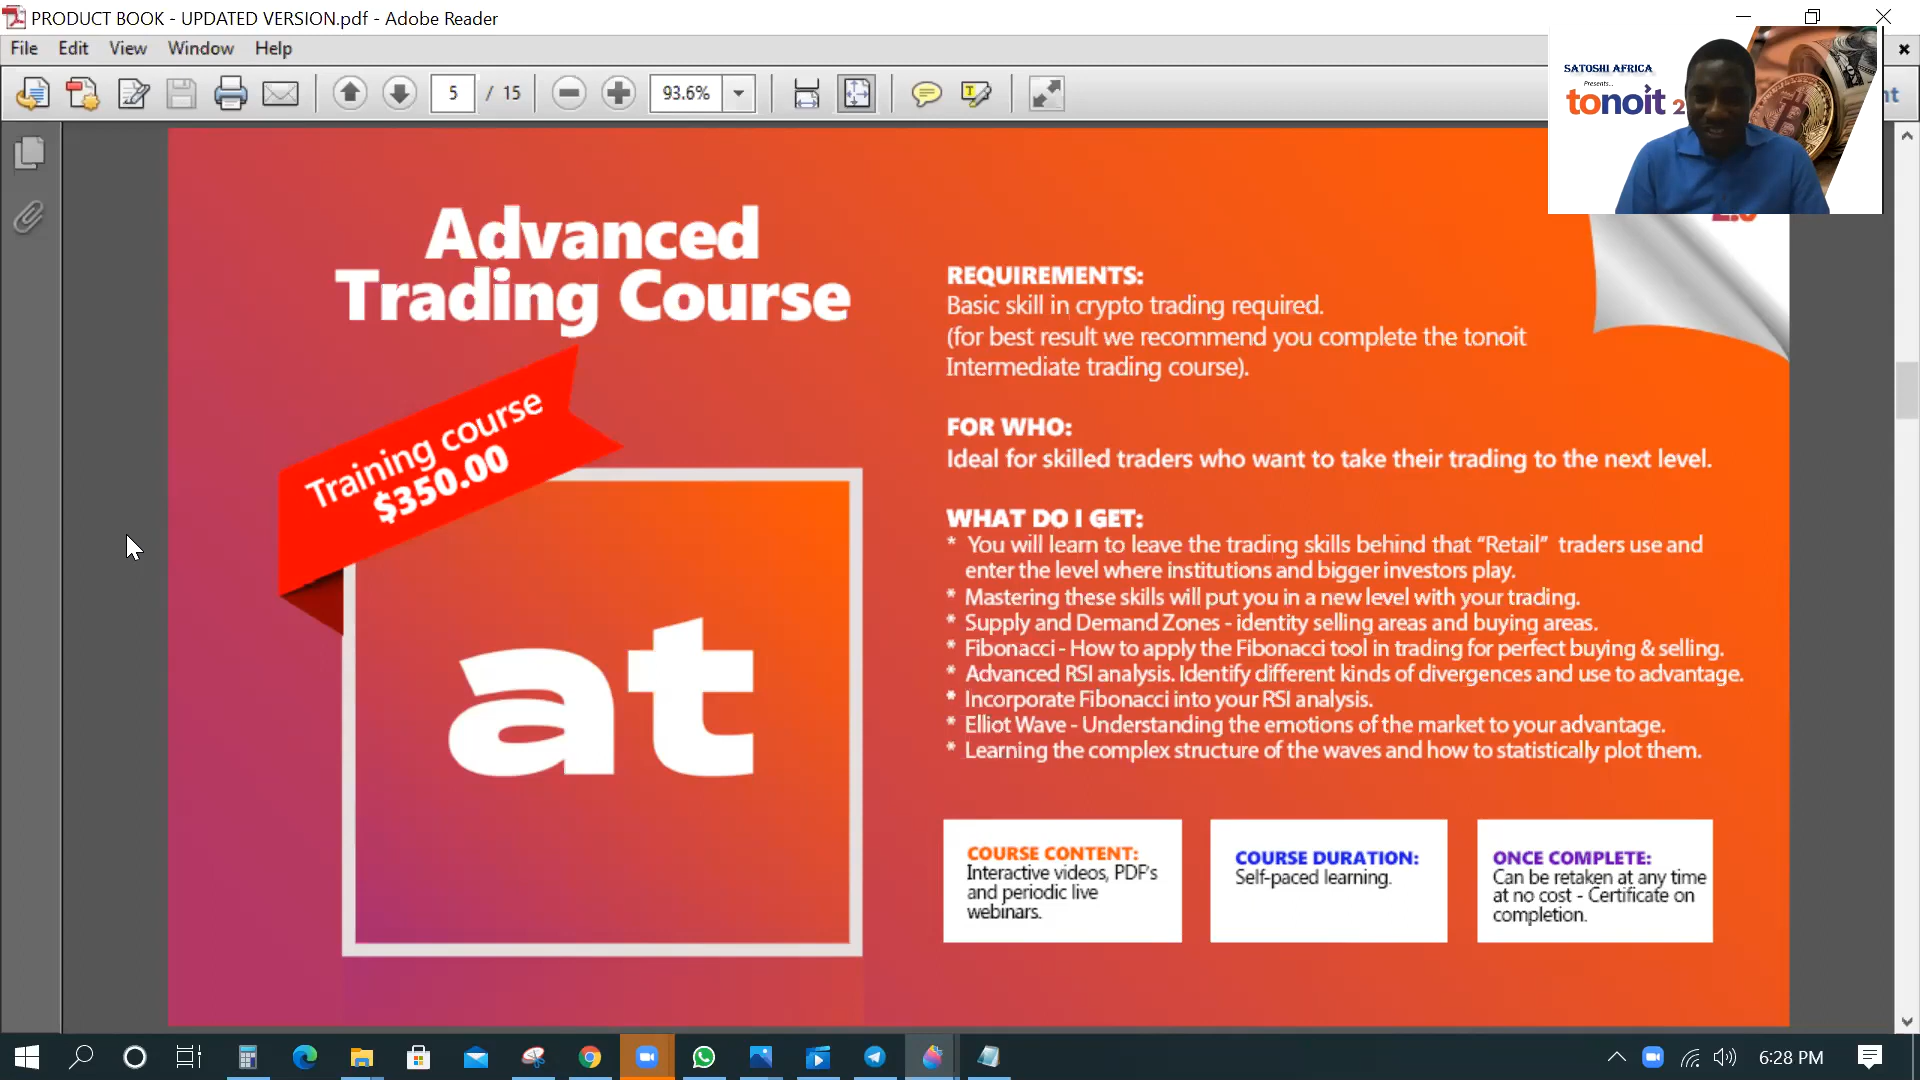 PRODUCT BOOK - UPDATED VERSION.pdf - Adobe Reader
File Edit View Window Help
5 / 15 93.6%
SATOSHI AFRICA
Presents...
tonoit 2
nt
2.0
Advanced
Trading Course
Training course
$350.00
at
REQUIREMENTS:
Basic skill in crypto trading required.
(for best result we recommend you complete the tonoit
Intermediate trading course).
FOR WHO:
Ideal for skilled traders who want to take their trading to the next level.
WHAT DO I GET:
* You will learn to leave the trading skills behind that “Retail” traders use and
enter the level where institutions and bigger investors play.
* Mastering these skills will put you in a new level with your trading.
* Supply and Demand Zones - identity selling areas and buying areas.
* Fibonacci - How to apply the Fibonacci tool in trading for perfect buying & selling.
* Advanced RSI analysis. Identify different kinds of divergences and use to advantage.
* Incorporate Fibonacci into your RSI analysis.
* Elliot Wave - Understanding the emotions of the market to your advantage.
* Learning the complex structure of the waves and how to statistically plot them.
COURSE CONTENT:
Interactive videos, PDF's
and periodic live
webinars.
COURSE DURATION:
Self-paced learning.
ONCE COMPLETE:
Can be retaken at any time
at no cost - Certificate on
completion.
6:28 PM